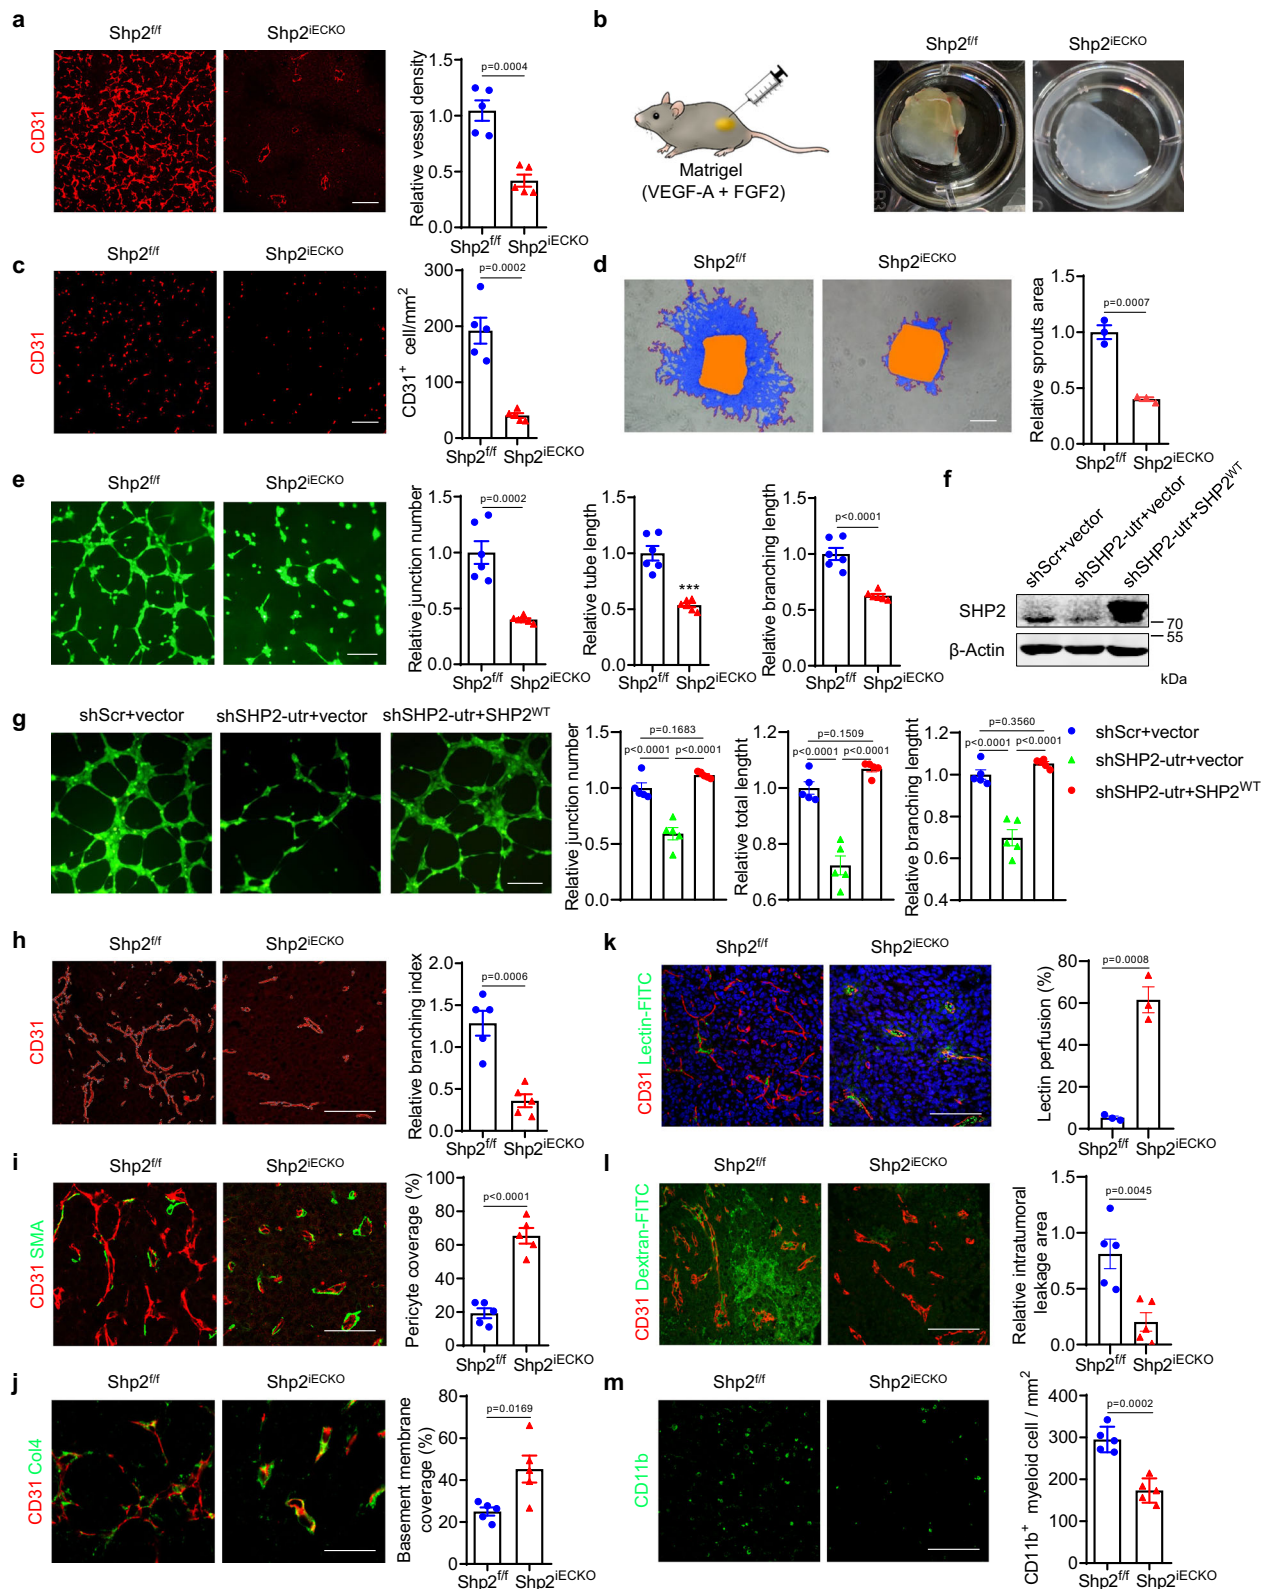 a
Shp2f/f
Shp2iECKO
CD31
Relative vessel density
1.5
1.0
0.5
0.0
p=0.0004
Shp2f/f
Shp2iECKO
b
Matrigel
(VEGF-A + FGF2)
Shp2f/f
Shp2iECKO
c
Shp2f/f
Shp2iECKO
CD31
CD31+ cell/mm2
300
200
100
0
p=0.0002
Shp2f/f
Shp2iECKO
d
Shp2f/f
Shp2iECKO
Relative sprouts area
1.5
1.0
0.5
0.0
p=0.0007
Shp2f/f
Shp2iECKO
e
Shp2f/f
Shp2iECKO
Relative junction number
1.5
1.0
0.5
0.0
p=0.0002
Shp2f/f
Shp2iECKO
Relative tube length
1.5
1.0
0.5
0.0
***
Shp2f/f
Shp2iECKO
Relative branching length
1.5
1.0
0.5
0.0
p<0.0001
Shp2f/f
Shp2iECKO
f
shScr+vector
shSHP2-utr+vector
shSHP2-utr+SHP2WT
SHP2
β-Actin
70
55
kDa
g
shScr+vector
shSHP2-utr+vector
shSHP2-utr+SHP2WT
Relative junction number
1.5
1.0
0.5
0.0
p=0.1683
p<0.0001
p<0.0001
Relative total lenght
1.2
1.0
0.8
0.6
p=0.1509
p<0.0001
p<0.0001
Relative branching lenght
1.2
1.0
0.8
0.6
0.4
p=0.3560
p<0.0001
p<0.0001
shScr+vector
shSHP2-utr+vector
shSHP2-utr+SHP2WT
h
Shp2f/f
Shp2iECKO
CD31
Relative branching index
2.0
1.5
1.0
0.5
0.0
p=0.0006
Shp2f/f
Shp2iECKO
i
Shp2f/f
Shp2iECKO
CD31 SMA
Pericyte coverage (%)
100
80
60
40
20
0
p<0.0001
Shp2f/f
Shp2iECKO
j
Shp2f/f
Shp2iECKO
CD31 Col4
Basement membrane
coverage (%)
80
60
40
20
0
p=0.0169
Shp2f/f
Shp2iECKO
k
Shp2f/f
Shp2iECKO
CD31 Lectin-FITC
Lectin perfusion (%)
80
60
40
20
0
p=0.0008
Shp2f/f
Shp2iECKO
l
Shp2f/f
Shp2iECKO
CD31 Dextran-FITC
Relative intratumoral
leakage area
1.5
1.0
0.5
0.0
p=0.0045
Shp2f/f
Shp2iECKO
m
Shp2f/f
Shp2iECKO
CD11b
CD11b+ myeloid cell / mm2
400
300
200
100
0
p=0.0002
Shp2f/f
Shp2iECKO